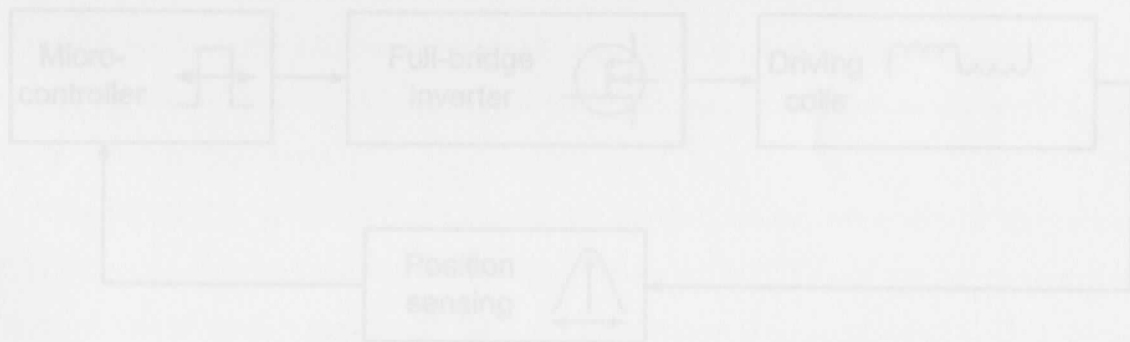 Micro-
controller
Full-bridge
inverter
Driving
coils
Position
sensing